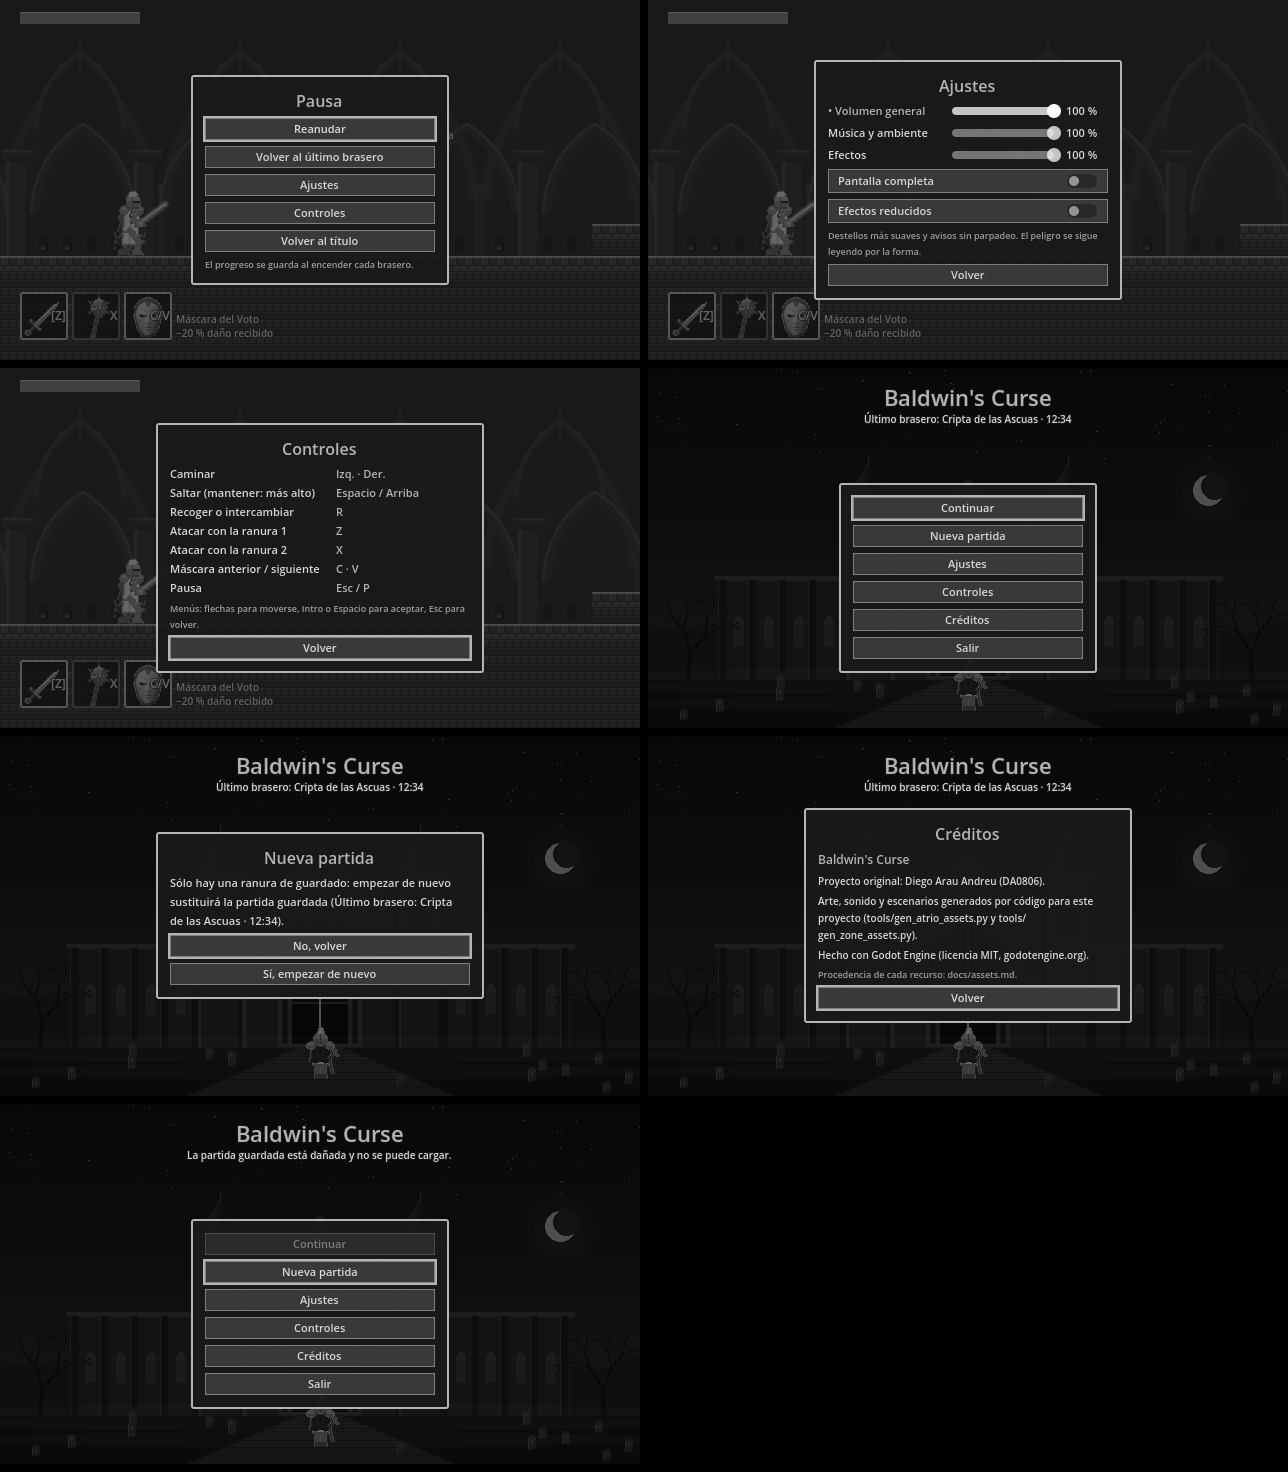 Pausa
Reanudar
Volver al último brasero
a
Ajustes
Controles
Volver al título
El progreso se guarda al encender cada brasero.
[Z]
X
C/V
Máscara del Voto
−20 % daño recibido
Ajustes
• Volumen general 100 %
Música y ambiente 100 %
Efectos 100 %
Pantalla completa
Efectos reducidos
Destellos más suaves y avisos sin parpadeo. El peligro se sigue
leyendo por la forma.
Volver
[Z]
X
C/V
Máscara del Voto
−20 % daño recibido
Controles
Caminar Izq. · Der.
Saltar (mantener: más alto) Espacio / Arriba
Recoger o intercambiar R
Atacar con la ranura 1 Z
Atacar con la ranura 2 X
Máscara anterior / siguiente C · V
Pausa Esc / P
Menús: flechas para moverse, Intro o Espacio para aceptar, Esc para
volver.
Volver
[Z]
X
C/V
Máscara del Voto
−20 % daño recibido
Baldwin's Curse
Último brasero: Cripta de las Ascuas · 12:34
Continuar
Nueva partida
Ajustes
Controles
Créditos
Salir
Baldwin's Curse
Último brasero: Cripta de las Ascuas · 12:34
Nueva partida
Sólo hay una ranura de guardado: empezar de nuevo
sustituirá la partida guardada (Último brasero: Cripta
de las Ascuas · 12:34).
No, volver
Sí, empezar de nuevo
Baldwin's Curse
Último brasero: Cripta de las Ascuas · 12:34
Créditos
Baldwin's Curse
Proyecto original: Diego Arau Andreu (DA0806).
Arte, sonido y escenarios generados por código para este
proyecto (tools/gen_atrio_assets.py y tools/
gen_zone_assets.py).
Hecho con Godot Engine (licencia MIT, godotengine.org).
Procedencia de cada recurso: docs/assets.md.
Volver
Baldwin's Curse
La partida guardada está dañada y no se puede cargar.
Continuar
Nueva partida
Ajustes
Controles
Créditos
Salir